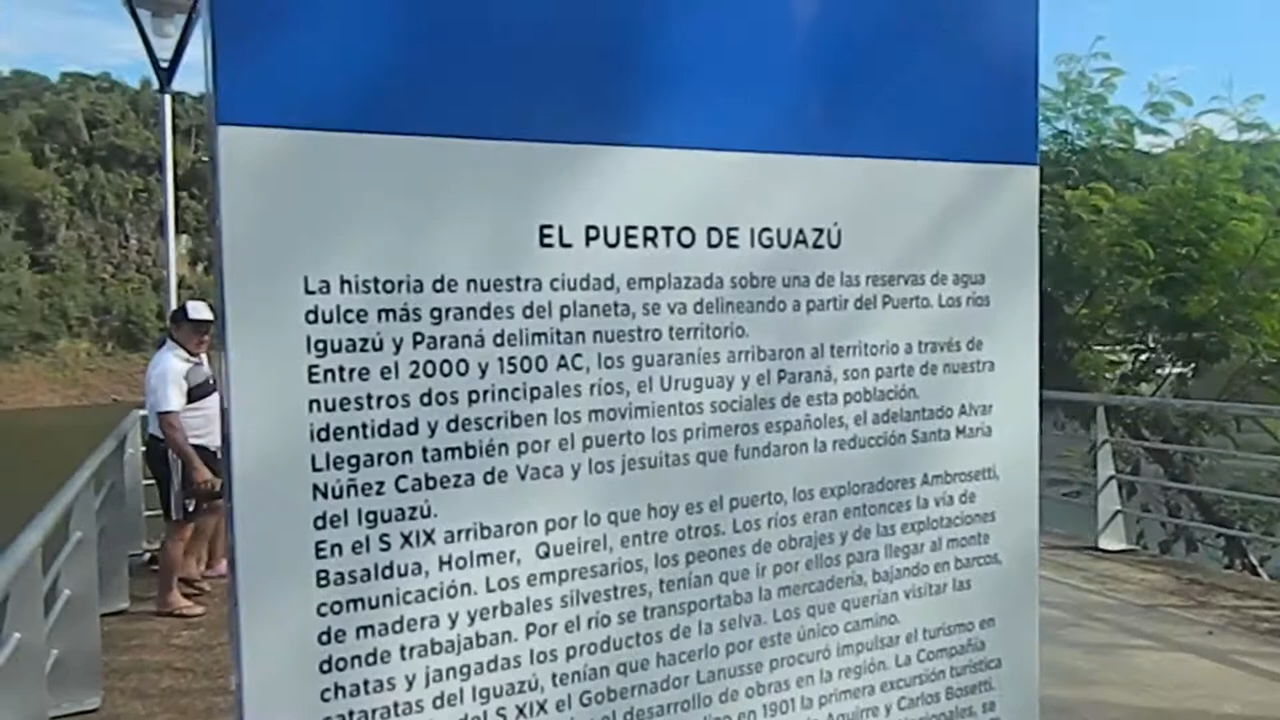 EL PUERTO DE IGUAZÚ
La historia de nuestra ciudad, emplazada sobre una de las reservas de agua
dulce más grandes del planeta, se va delineando a partir del Puerto. Los ríos
Iguazú y Paraná delimitan nuestro territorio.
Entre el 2000 y 1500 AC, los guaraníes arribaron al territorio a través de
nuestros dos principales ríos, el Uruguay y el Paraná, son parte de nuestra
identidad y describen los movimientos sociales de esta población.
Llegaron también por el puerto los primeros españoles, el adelantado Alvar
Núñez Cabeza de Vaca y los jesuitas que fundaron la reducción Santa María
del Iguazú.
En el S XIX arribaron por lo que hoy es el puerto, los exploradores Ambrosetti,
Basaldua, Holmer, Queirel, entre otros. Los ríos eran entonces la vía de
comunicación. Los empresarios, los peones de obrajes y de las explotaciones
de madera y yerbales silvestres, tenían que ir por ellos para llegar al monte
donde trabajaban. Por el río se transportaba la mercadería, bajando en barcos,
chatas y jangadas los productos de la selva. Los que querían visitar las
cataratas del Iguazú, tenían que hacerlo por este único camino.
del S XIX el Gobernador Lanusse procuró impulsar el turismo en
el desarrollo de obras en la región. La Compañía
en 1901 la primera excursión turística
Aguirre y Carlos Bosetti.
se